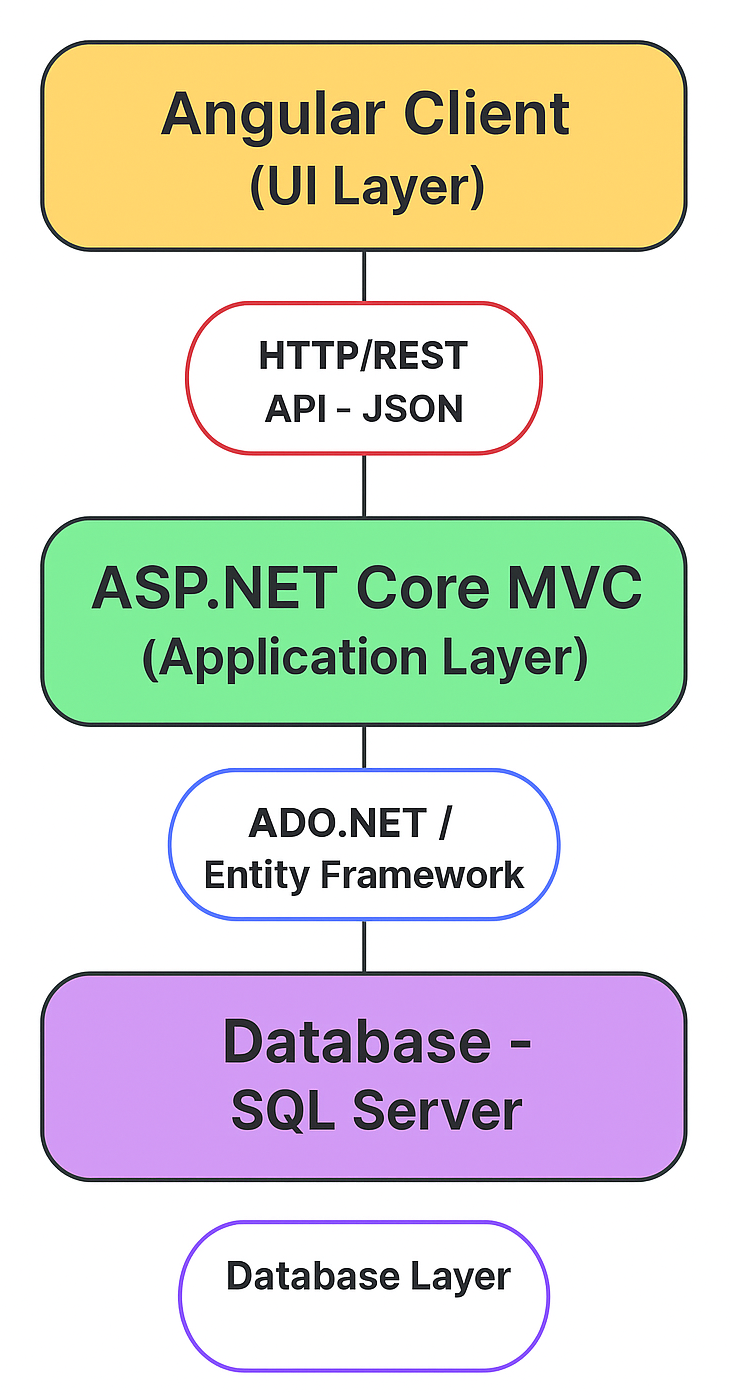 Angular Client
(UI Layer)
HTTP/REST
API - JSON
ASP.NET Core MVC
(Application Layer)
ADO.NET /
Entity Framework
Database -
SQL Server
Database Layer